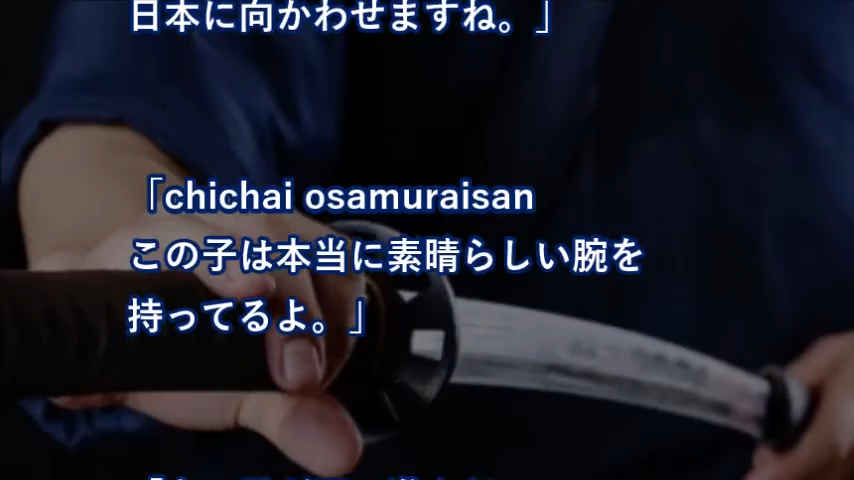 日本に向かわせますね。」
「chichai osamuraisan
この子は本当に素晴らしい腕を
持ってるよ。」